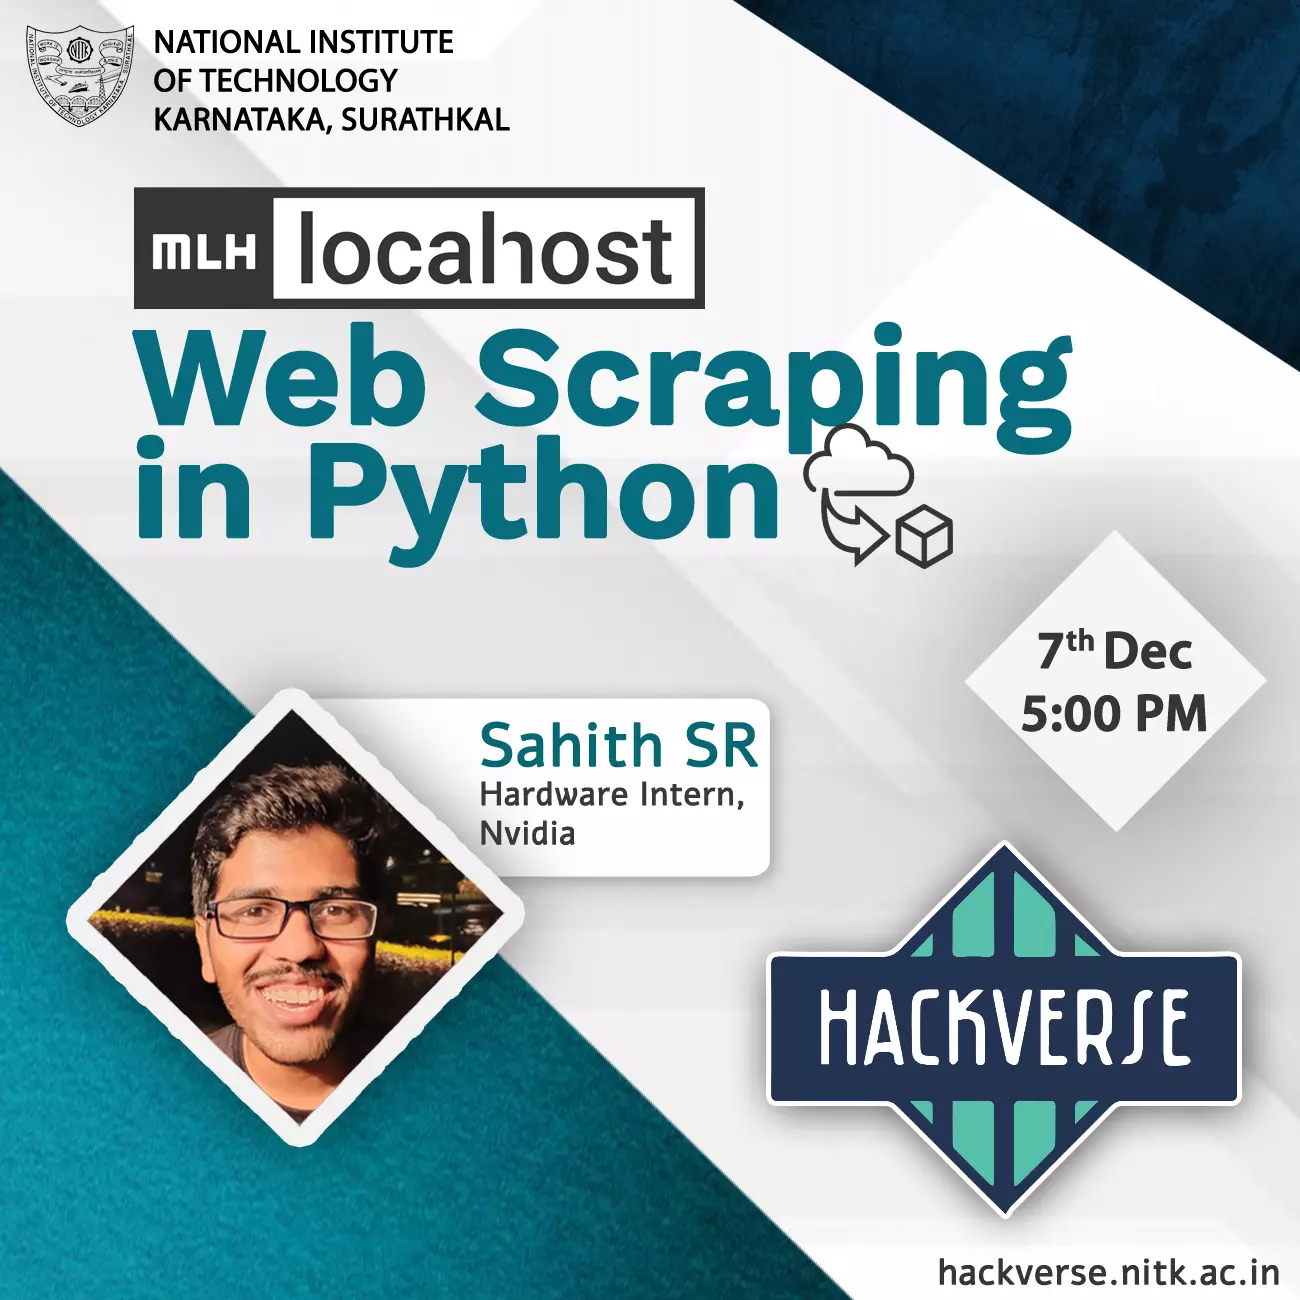 NATIONAL INSTITUTE
OF TECHNOLOGY
KARNATAKA, SURATHKAL
NITK
MLH localhost
Web Scraping
in Python
7th Dec
5:00 PM
Sahith SR
Hardware Intern,
Nvidia
HACKVERSE
hackverse.nitk.ac.in